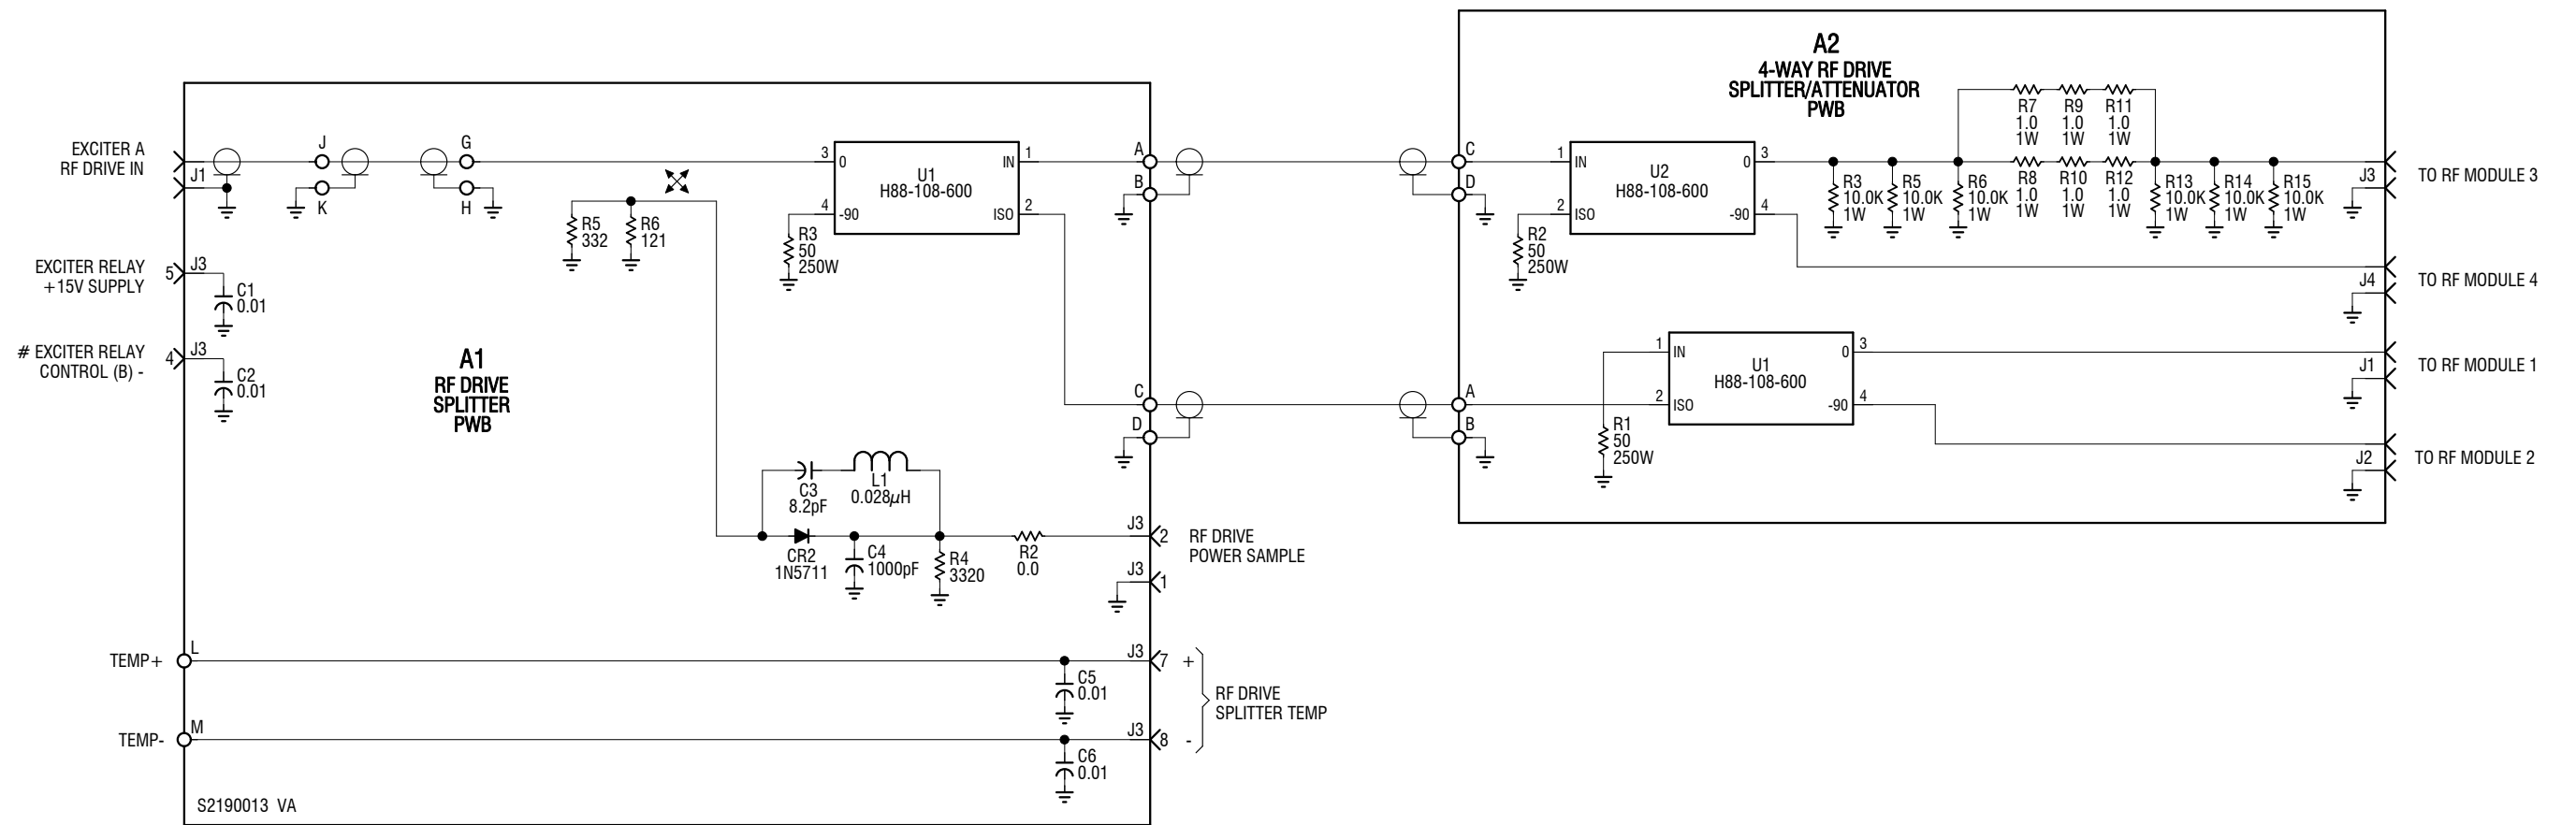 EXCITER A
RF DRIVE IN
J1
J
K
G
H
EXCITER RELAY
+15V SUPPLY
5
J3
C1
0.01
# EXCITER RELAY
CONTROL (B) -
4
J3
C2
0.01
A1
RF DRIVE
SPLITTER
PWB
R5
332
R6
121
3
0
4
-90
U1
H88-108-600
IN
1
ISO
2
R3
50
250W
A
B
C
D
C3
8.2pF
L1
0.028µH
CR2
1N5711
C4
1000pF
R4
3320
R2
0.0
J3
2
RF DRIVE
POWER SAMPLE
J3
1
TEMP+
L
C5
0.01
J3
7
+
RF DRIVE
SPLITTER TEMP
TEMP-
M
C6
0.01
J3
8
-
S2190013 VA
A2
4-WAY RF DRIVE
SPLITTER/ATTENUATOR
PWB
C
D
1
IN
2
ISO
U2
H88-108-600
0
3
-90
4
R2
50
250W
R3
10.0K
1W
R5
10.0K
1W
R6
10.0K
1W
R7
1.0
1W
R9
1.0
1W
R11
1.0
1W
R8
1.0
1W
R10
1.0
1W
R12
1.0
1W
R13
10.0K
1W
R14
10.0K
1W
R15
10.0K
1W
J3
TO RF MODULE 3
J4
TO RF MODULE 4
A
B
1
IN
2
ISO
U1
H88-108-600
0
3
-90
4
R1
50
250W
J1
TO RF MODULE 1
J2
TO RF MODULE 2